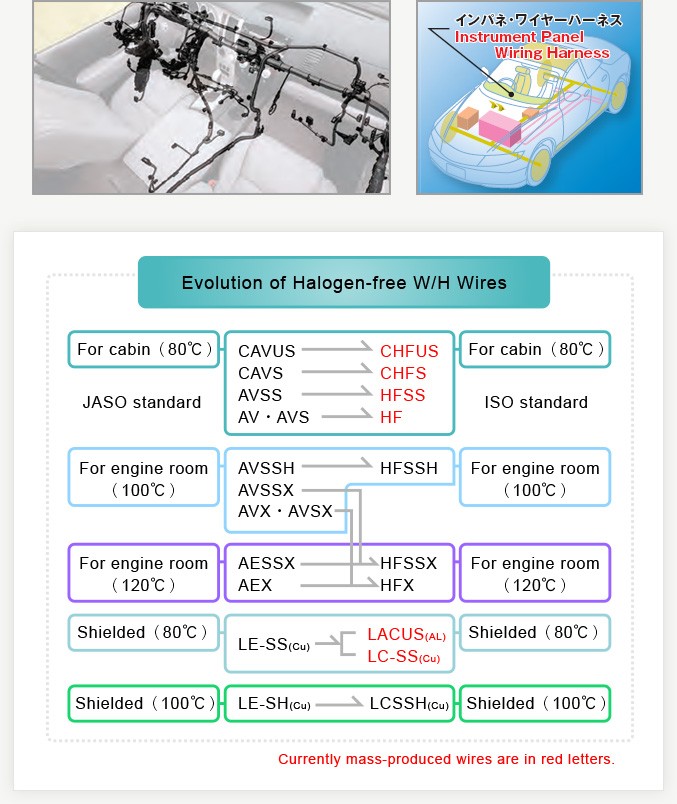 インパネ・ワイヤーハーネス
Instrument Panel
Wiring Harness
Evolution of Halogen-free W/H Wires
For cabin（80℃）
CAVUS
CHFUS
For cabin（80℃）
CAVS
CHFS
JASO standard
AVSS
HFSS
ISO standard
AV・AVS
HF
For engine room
（100℃）
AVSSH
HFSSH
For engine room
（100℃）
AVSSX
AVX・AVSX
For engine room
（120℃）
AESSX
HFSSX
For engine room
（120℃）
AEX
HFX
Shielded（80℃）
LE-SS(Cu)
LACUS(AL)
LC-SS(Cu)
Shielded（80℃）
Shielded（100℃）
LE-SH(Cu)
LCSSH(Cu)
Shielded（100℃）
Currently mass-produced wires are in red letters.